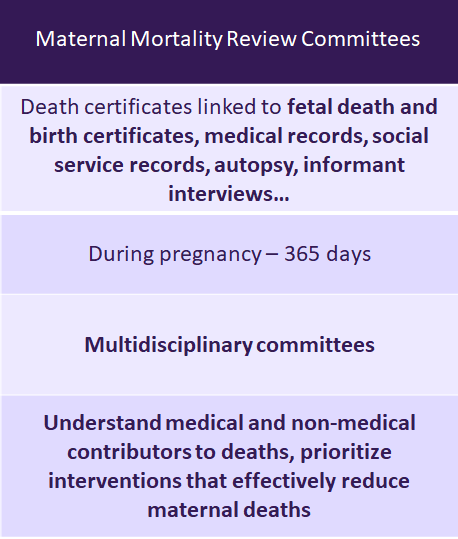 Maternal Mortality Review Committees
Death certificates linked to fetal death and
birth certificates, medical records, social
service records, autopsy, informant
interviews...
During pregnancy – 365 days
Multidisciplinary committees
Understand medical and non-medical
contributors to deaths, prioritize
interventions that effectively reduce
maternal deaths